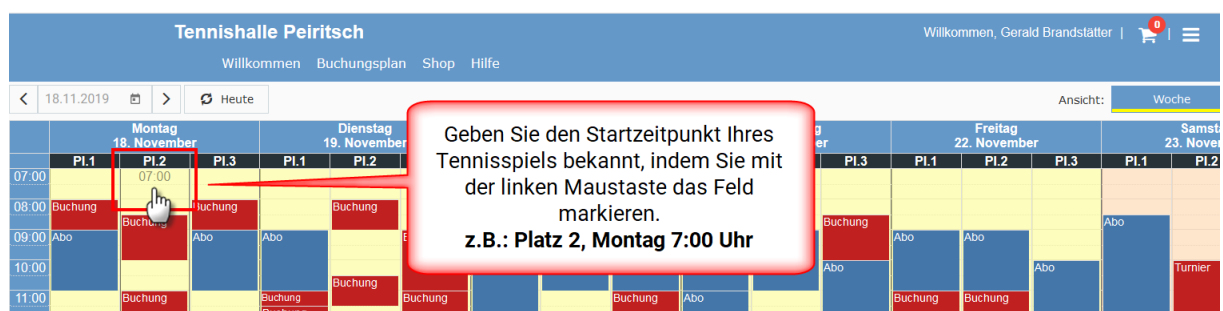 Tennishalle Peiritsch
Willkommen, Gerald Brandstätter |
0
|
Willkommen Buchungsplan Shop Hilfe
18.11.2019
Heute
Ansicht:
Woche
Montag
18. November
Dienstag
19. November
Freitag
22. November
Pl.1 Pl.2 Pl.3 Pl.1 Pl.2 Pl.3 Pl.1 Pl.2 Pl.3 Pl.1 Pl.2
Geben Sie den Startzeitpunkt Ihres
Tennisspiels bekannt, indem Sie mit
der linken Maustaste das Feld
markieren.
z.B.: Platz 2, Montag 7:00 Uhr
07:00 07:00
08:00 Buchung Buchung Buchung
Buchung Buchung Abo
09:00 Abo Abo Abo Abo Abo
10:00 Abo Abo Turnier
Buchung
11:00 Buchung Buchung Buchung Buchung Abo Buchung Buchung